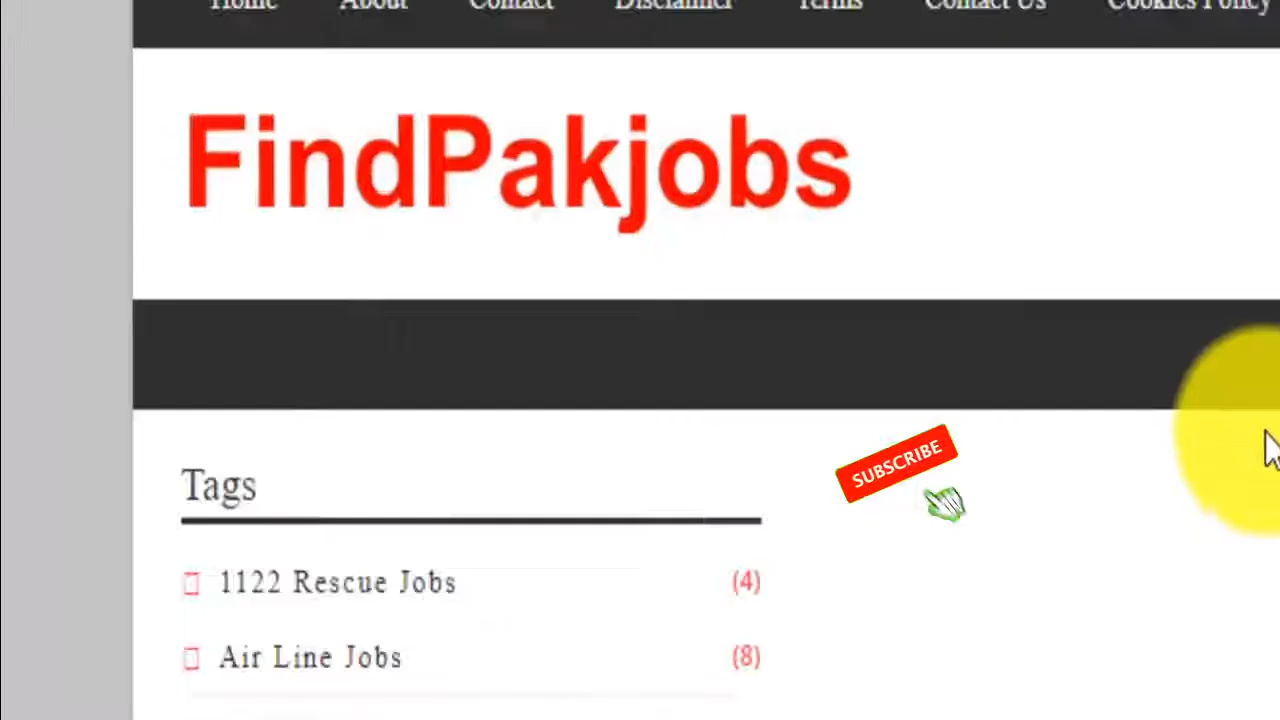 Home About Contact Disclaimer Terms Contact Us Cookies Policy
FindPakjobs
SUBSCRIBE
Tags
1122 Rescue Jobs (4)
Air Line Jobs (8)